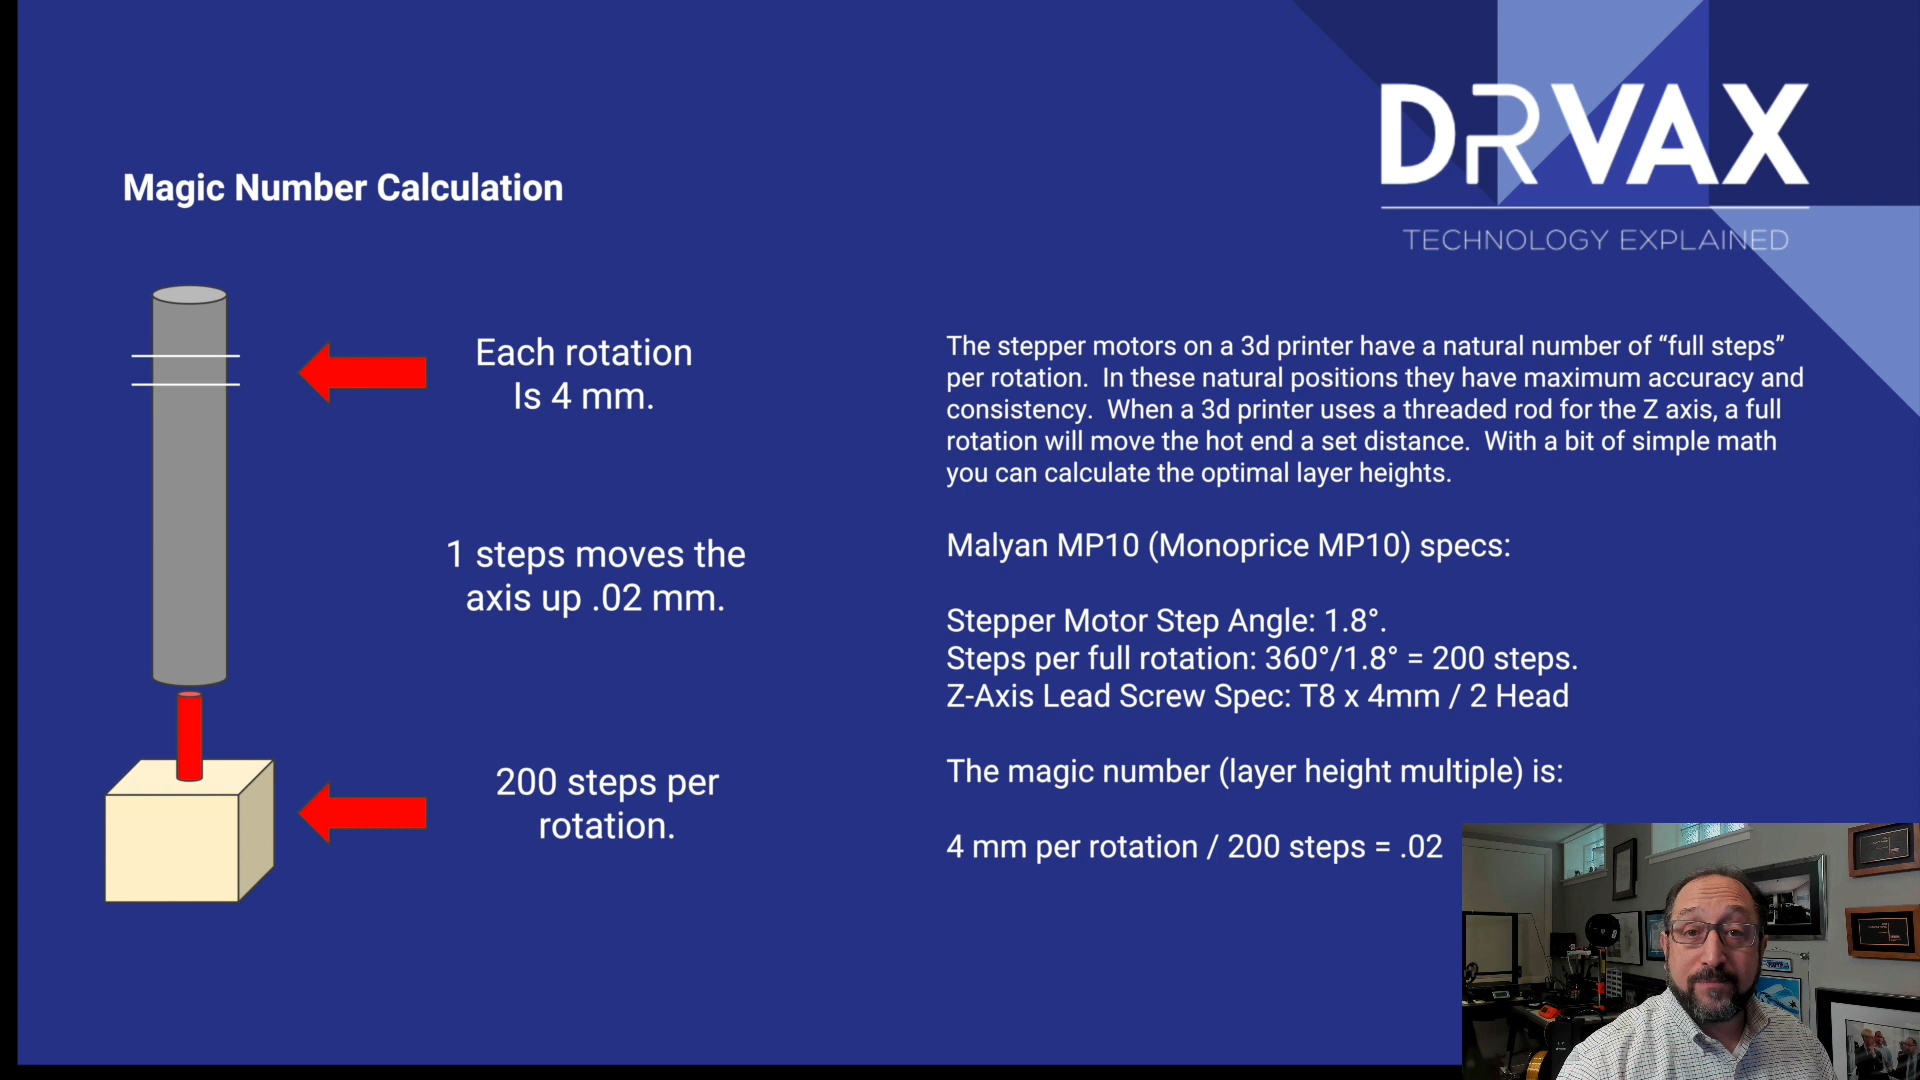 DRVAX
TECHNOLOGY EXPLAINED
Magic Number Calculation
Each rotation
Is 4 mm.
1 steps moves the
axis up .02 mm.
200 steps per
rotation.
The stepper motors on a 3d printer have a natural number of “full steps”
per rotation.  In these natural positions they have maximum accuracy and
consistency.  When a 3d printer uses a threaded rod for the Z axis, a full
rotation will move the hot end a set distance.  With a bit of simple math
you can calculate the optimal layer heights.
Malyan MP10 (Monoprice MP10) specs:
Stepper Motor Step Angle: 1.8°.
Steps per full rotation: 360°/1.8° = 200 steps.
Z-Axis Lead Screw Spec: T8 x 4mm / 2 Head
The magic number (layer height multiple) is:
4 mm per rotation / 200 steps = .02